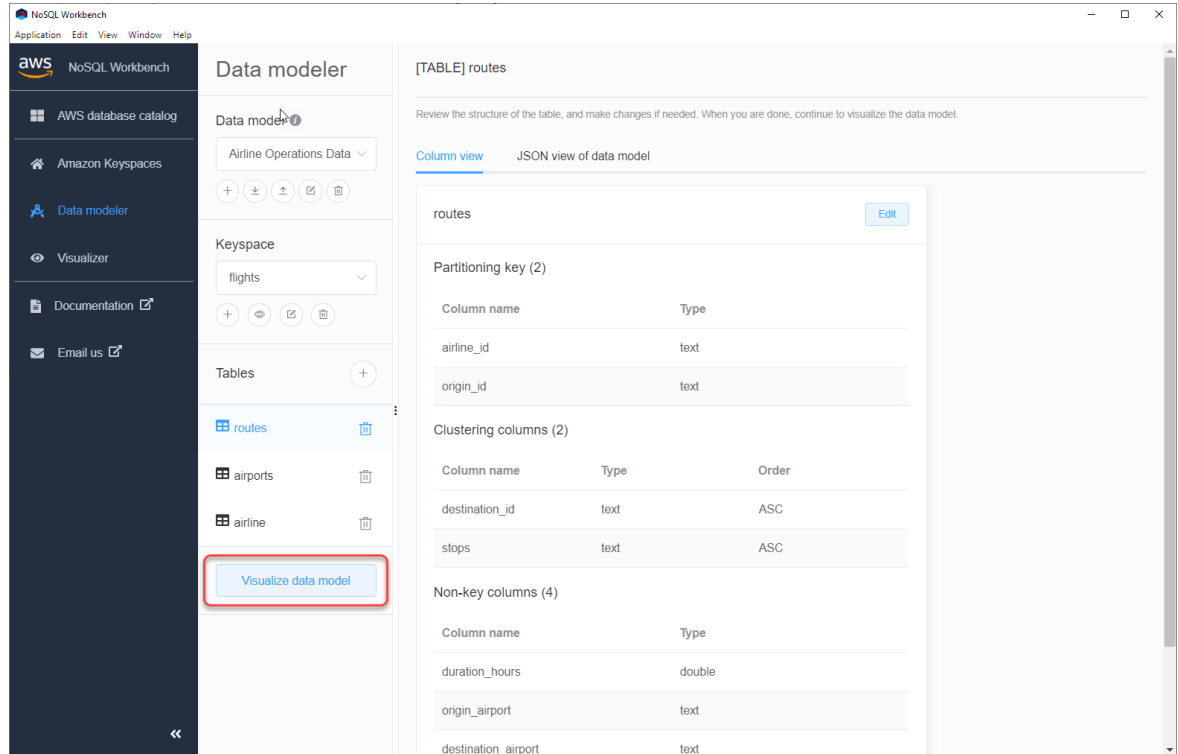 NoSQL Workbench
Application Edit View Window Help
aws NoSQL Workbench
AWS database catalog
Amazon Keyspaces
Data modeler
Visualizer
Documentation
Email us
Data modeler
Data model
Airline Operations Data
Keyspace
flights
Tables
routes
airports
airline
Visualize data model
[TABLE] routes
Review the structure of the table, and make changes if needed. When you are done, continue to visualize the data model.
Column view JSON view of data model
routes Edit
Partitioning key (2)
Column name Type
airline_id text
origin_id text
Clustering columns (2)
Column name Type Order
destination_id text ASC
stops text ASC
Non-key columns (4)
Column name Type
duration_hours double
origin_airport text
destination_airport text